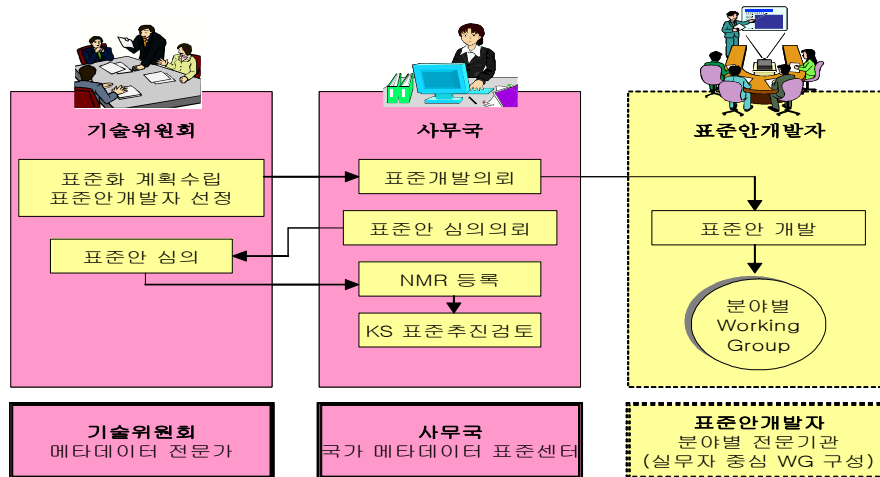 기술위원회
사무국
표준안개발자
표준화 계획수립
표준안개발자 선정
표준개발의뢰
표준안 심의의뢰
표준안 개발
표준안 심의
NMR 등록
KS 표준추진검토
분야별
Working
Group
기술위원회
메타데이터 전문가
사무국
국가 메타데이터 표준센터
표준안개발자
분야별 전문기관
(실무자 중심 WG 구성)